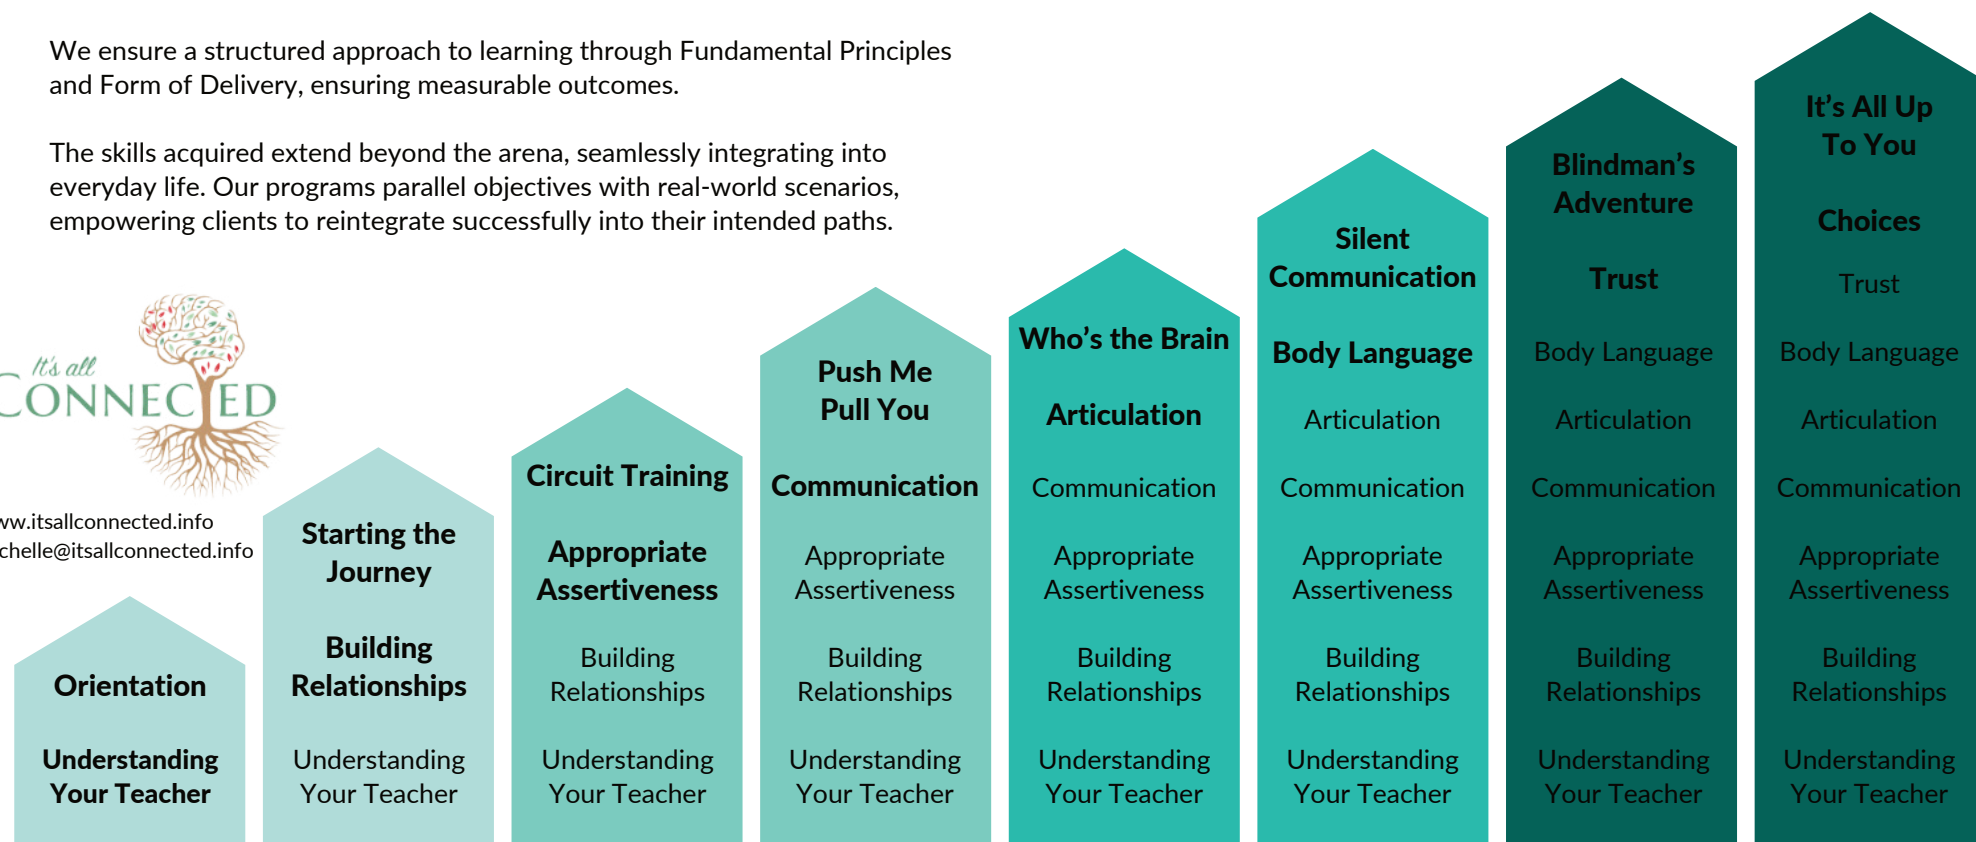 We ensure a structured approach to learning through Fundamental Principles
and Form of Delivery, ensuring measurable outcomes.
The skills acquired extend beyond the arena, seamlessly integrating into
everyday life. Our programs parallel objectives with real-world scenarios,
empowering clients to reintegrate successfully into their intended paths.
It's all
CONNECTED
ww.itsallconnected.info
chelle@itsallconnected.info
Orientation
Understanding
Your Teacher
Starting the
Journey
Building
Relationships
Understanding
Your Teacher
Circuit Training
Appropriate
Assertiveness
Building
Relationships
Understanding
Your Teacher
Push Me
Pull You
Communication
Appropriate
Assertiveness
Building
Relationships
Understanding
Your Teacher
Who's the Brain
Articulation
Communication
Appropriate
Assertiveness
Building
Relationships
Understanding
Your Teacher
Silent
Communication
Body Language
Articulation
Communication
Appropriate
Assertiveness
Building
Relationships
Understanding
Your Teacher
Blindman's
Adventure
Trust
Body Language
Articulation
Communication
Appropriate
Assertiveness
Building
Relationships
Understanding
Your Teacher
It's All Up
To You
Choices
Trust
Body Language
Articulation
Communication
Appropriate
Assertiveness
Building
Relationships
Understanding
Your Teacher